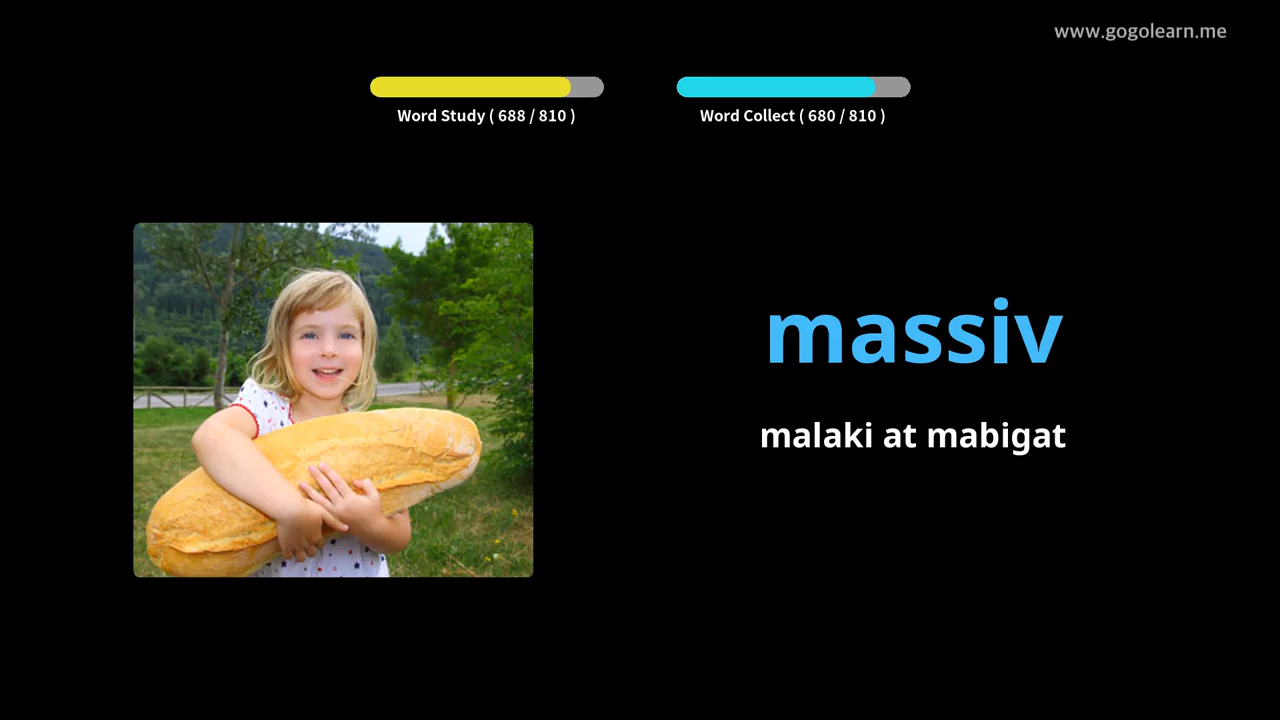 www.gogolearn.me
Word Study ( 688 / 810 )
Word Collect ( 680 / 810 )
massiv
malaki at mabigat